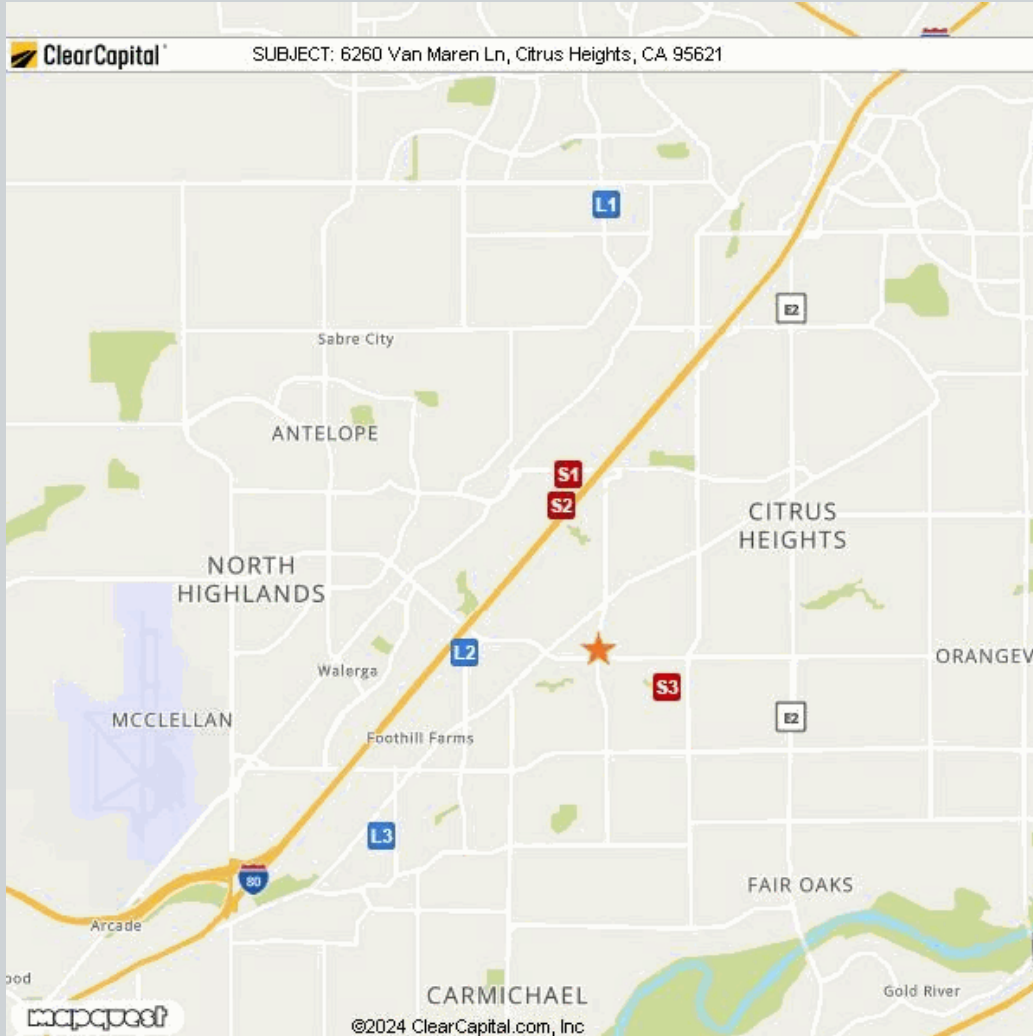 ClearCapital
SUBJECT: 6260 Van Maren Ln, Citrus Heights, CA 95621
L1
E2
Sabre City
ANTELOPE
S1
S2
CITRUS
HEIGHTS
NORTH
HIGHLANDS
L2
Walerga
ORANGEV
S3
MCCLELLAN
E2
Foothill Farms
L3
80
FAIR OAKS
Arcade
ood
CARMICHAEL
Gold River
mapquest
©2024 ClearCapital.com, Inc